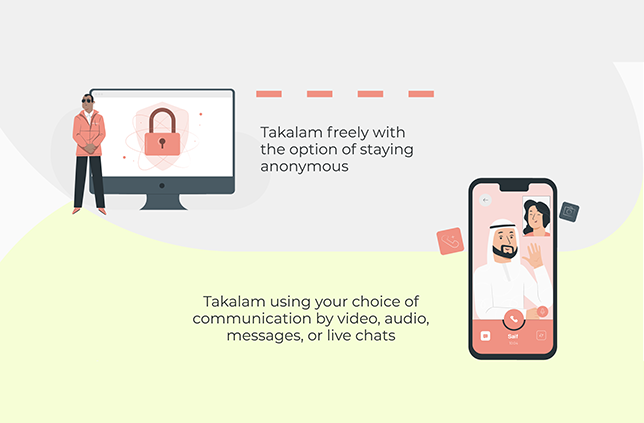 Takalam freely with
the option of staying
anonymous
Saif
Takalam using your choice of
communication by video, audio,
messages, or live chats